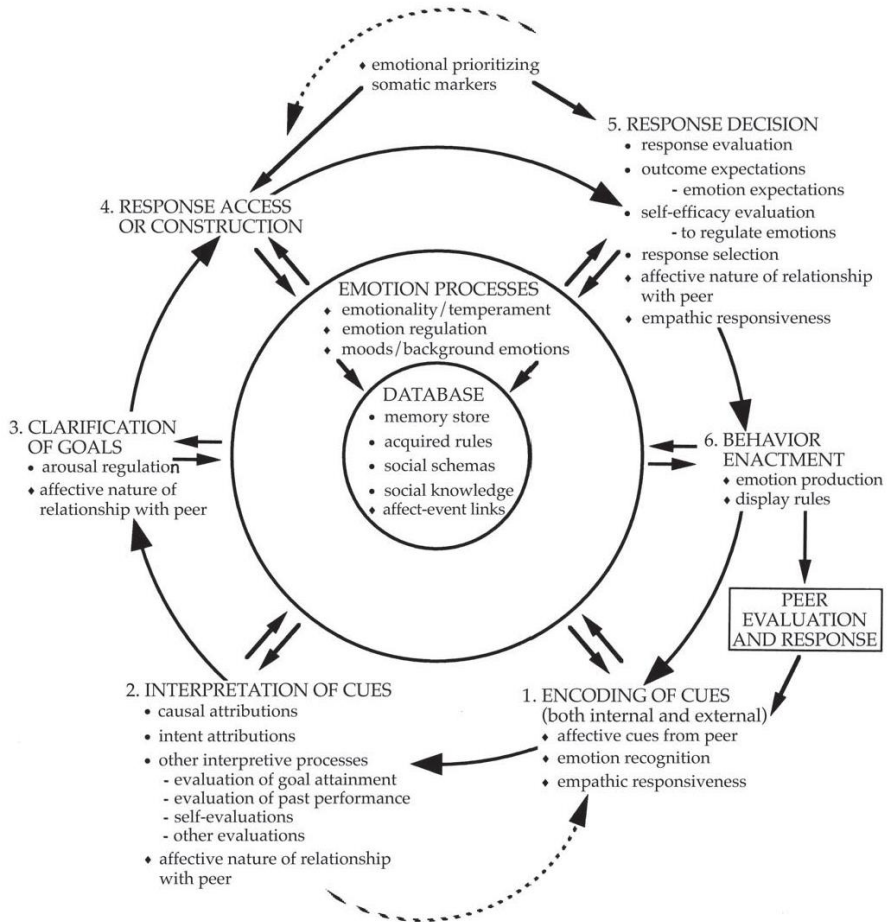 ♦ emotional prioritizing
somatic markers
5. RESPONSE DECISION
• response evaluation
• outcome expectations
- emotion expectations
• self-efficacy evaluation
- to regulate emotions
• response selection
♦ affective nature of relationship
with peer
♦ empathic responsiveness
4. RESPONSE ACCESS
OR CONSTRUCTION
EMOTION PROCESSES
♦ emotionality/temperament
♦ emotion regulation
♦ moods/background emotions
DATABASE
• memory store
• acquired rules
• social schemas
• social knowledge
♦ affect-event links
3. CLARIFICATION
OF GOALS
• arousal regulation
♦ affective nature of
relationship with peer
6. BEHAVIOR
ENACTMENT
♦ emotion production
♦ display rules
PEER
EVALUATION
AND RESPONSE
2. INTERPRETATION OF CUES
• causal attributions
• intent attributions
• other interpretive processes
- evaluation of goal attainment
- evaluation of past performance
- self-evaluations
- other evaluations
♦ affective nature of relationship
with peer
1. ENCODING OF CUES
(both internal and external)
♦ affective cues from peer
♦ emotion recognition
♦ empathic responsiveness